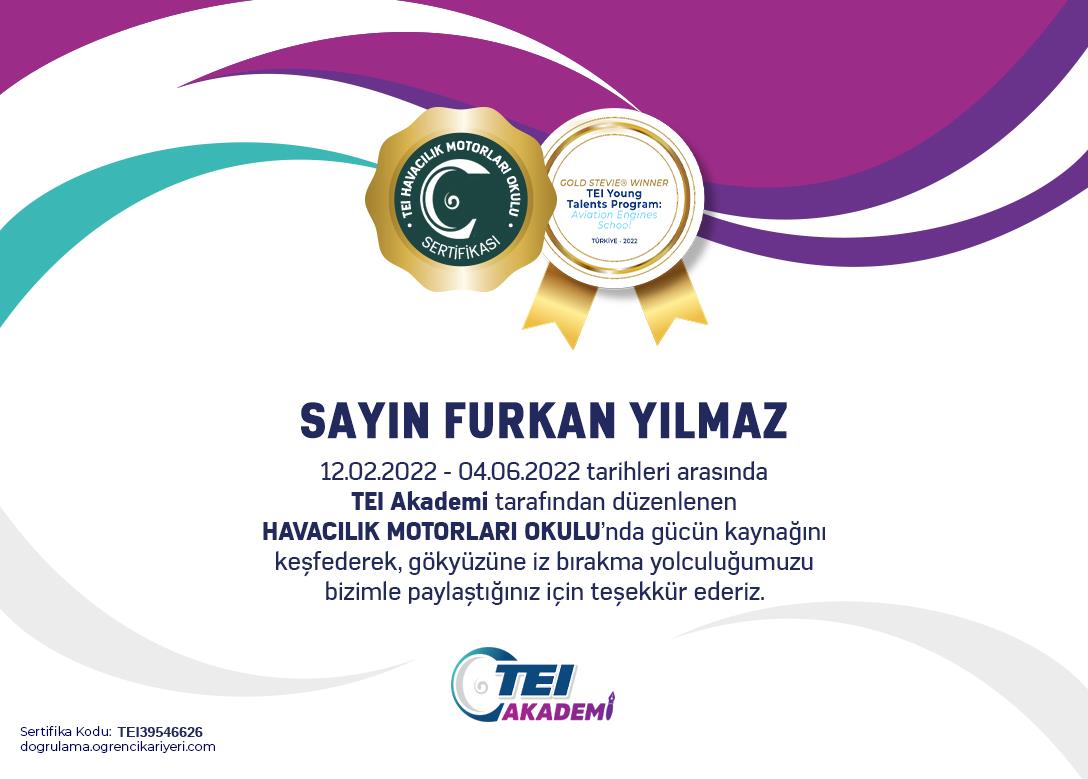 TEI HAVACILIK MOTORLARI OKULU
SERTİFİKASI
GOLD STEVIE® WINNER
TEI Young
Talents Program:
Aviation Engines
School
TÜRKİYE - 2022
SAYIN FURKAN YILMAZ
12.02.2022 - 04.06.2022 tarihleri arasında
TEI Akademi tarafından düzenlenen
HAVACILIK MOTORLARI OKULU'nda gücün kaynağını
keşfederek, gökyüzüne iz bırakma yolculuğumuzu
bizimle paylaştığınız için teşekkür ederiz.
TEI
AKADEMİ
Sertifika Kodu: TEI39546626
dogrulama.ogrencikariyeri.com